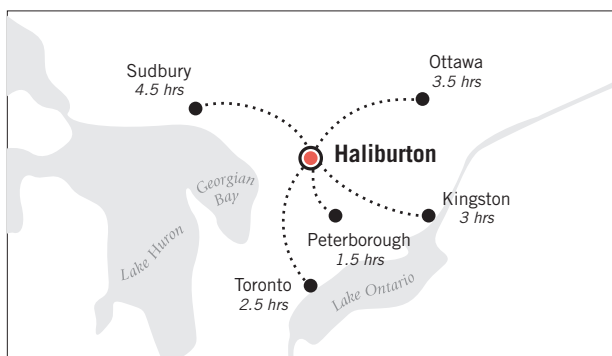 Sudbury
4.5 hrs
Ottawa
3.5 hrs
Haliburton
Georgian
Bay
Kingston
3 hrs
Lake Huron
Peterborough
1.5 hrs
Toronto
2.5 hrs
Lake Ontario